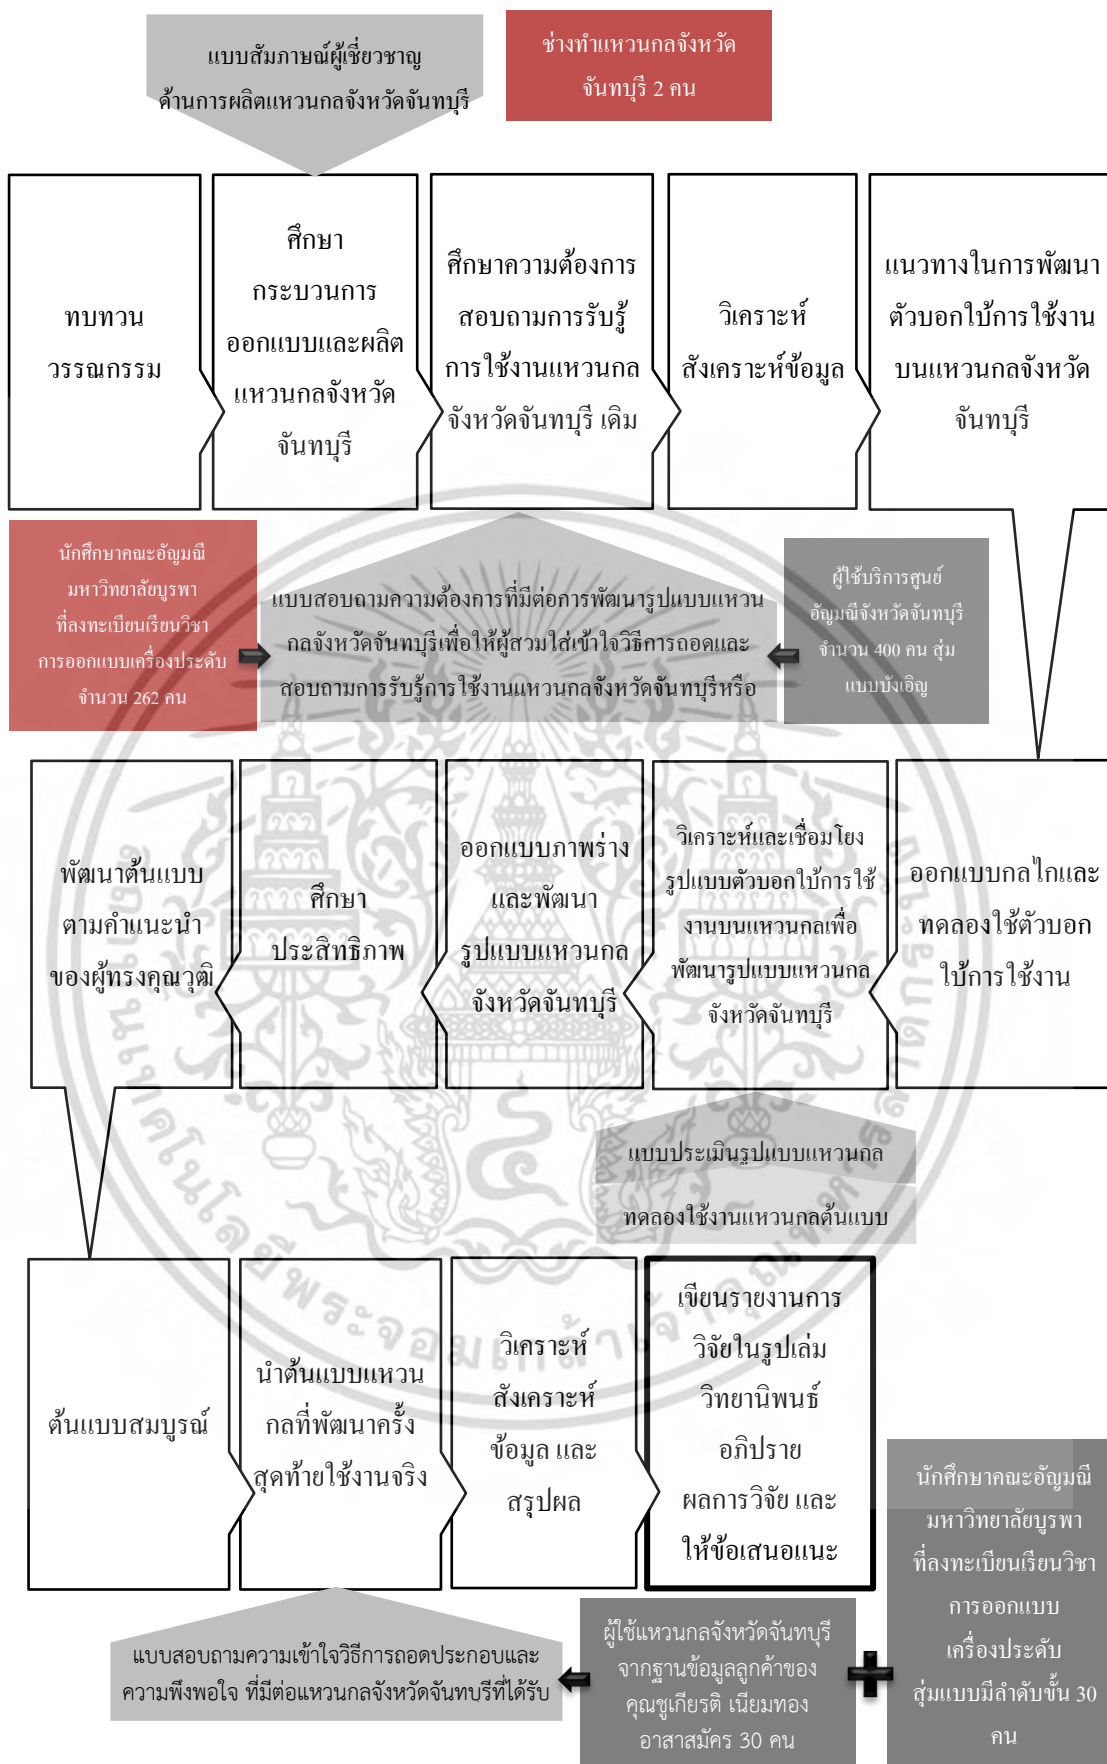 แบบสัมภาษณ์ผู้เชี่ยวชาญ
ด้านการผลิตแหวนกลจังหวัดจันทบุรี
ช่างทำแหวนกลจังหวัด
จันทบุรี 2 คน
ทบทวน
วรรณกรรม
ศึกษา
กระบวนการ
ออกแบบและผลิต
แหวนกลจังหวัด
จันทบุรี
ศึกษาความต้องการ
สอบถามการรับรู้
การใช้งานแหวนกล
จังหวัดจันทบุรี เดิม
วิเคราะห์
สังเคราะห์ข้อมูล
แนวทางในการพัฒนา
ตัวบอกใบ้การใช้งาน
บนแหวนกลจังหวัด
จันทบุรี
นักศึกษาคณะอัญมณี
มหาวิทยาลัยบูรพา
ที่ลงทะเบียนเรียนวิชา
การออกแบบเครื่องประดับ
จำนวน 262 คน
แบบสอบถามความต้องการที่มีต่อการพัฒนารูปแบบแหวน
กลจังหวัดจันทบุรีเพื่อให้ผู้สวมใส่เข้าใจวิธีการถอดและ
สอบถามการรับรู้การใช้งานแหวนกลจังหวัดจันทบุรีหรือ
ผู้ใช้บริการศูนย์
อัญมณีจังหวัดจันทบุรี
จำนวน 400 คน สุ่ม
แบบบังเอิญ
พัฒนาต้นแบบ
ตามคำแนะนำ
ของผู้ทรงคุณวุฒิ
ศึกษา
ประสิทธิภาพ
ออกแบบภาพร่าง
และพัฒนา
รูปแบบแหวนกล
จังหวัดจันทบุรี
วิเคราะห์และเชื่อมโยง
รูปแบบตัวบอกใบ้การใช้
งานบนแหวนกลเพื่อ
พัฒนารูปแบบแหวนกล
จังหวัดจันทบุรี
ออกแบบกลไกและ
ทดลองใช้ตัวบอก
ใบ้การใช้งาน
แบบประเมินรูปแบบแหวนกล
ทดลองใช้งานแหวนกลต้นแบบ
ต้นแบบสมบูรณ์
นำต้นแบบแหวน
กลที่พัฒนาครั้ง
สุดท้ายใช้งานจริง
วิเคราะห์
สังเคราะห์
ข้อมูล และ
สรุปผล
เขียนรายงานการ
วิจัยในรูปเล่ม
วิทยานิพนธ์
อภิปราย
ผลการวิจัย และ
ให้ข้อเสนอแนะ
แบบสอบถามความเข้าใจวิธีการถอดประกอบและ
ความพึงพอใจ ที่มีต่อแหวนกลจังหวัดจันทบุรีที่ได้รับ
ผู้ใช้แหวนกลจังหวัดจันทบุรี
จากฐานข้อมูลลูกค้าของ
คุณชูเกียรติ เนียมทอง
อาสาสมัคร 30 คน
นักศึกษาคณะอัญมณี
มหาวิทยาลัยบูรพา
ที่ลงทะเบียนเรียนวิชา
การออกแบบ
เครื่องประดับ
สุ่มแบบมีลำดับขั้น 30
คน